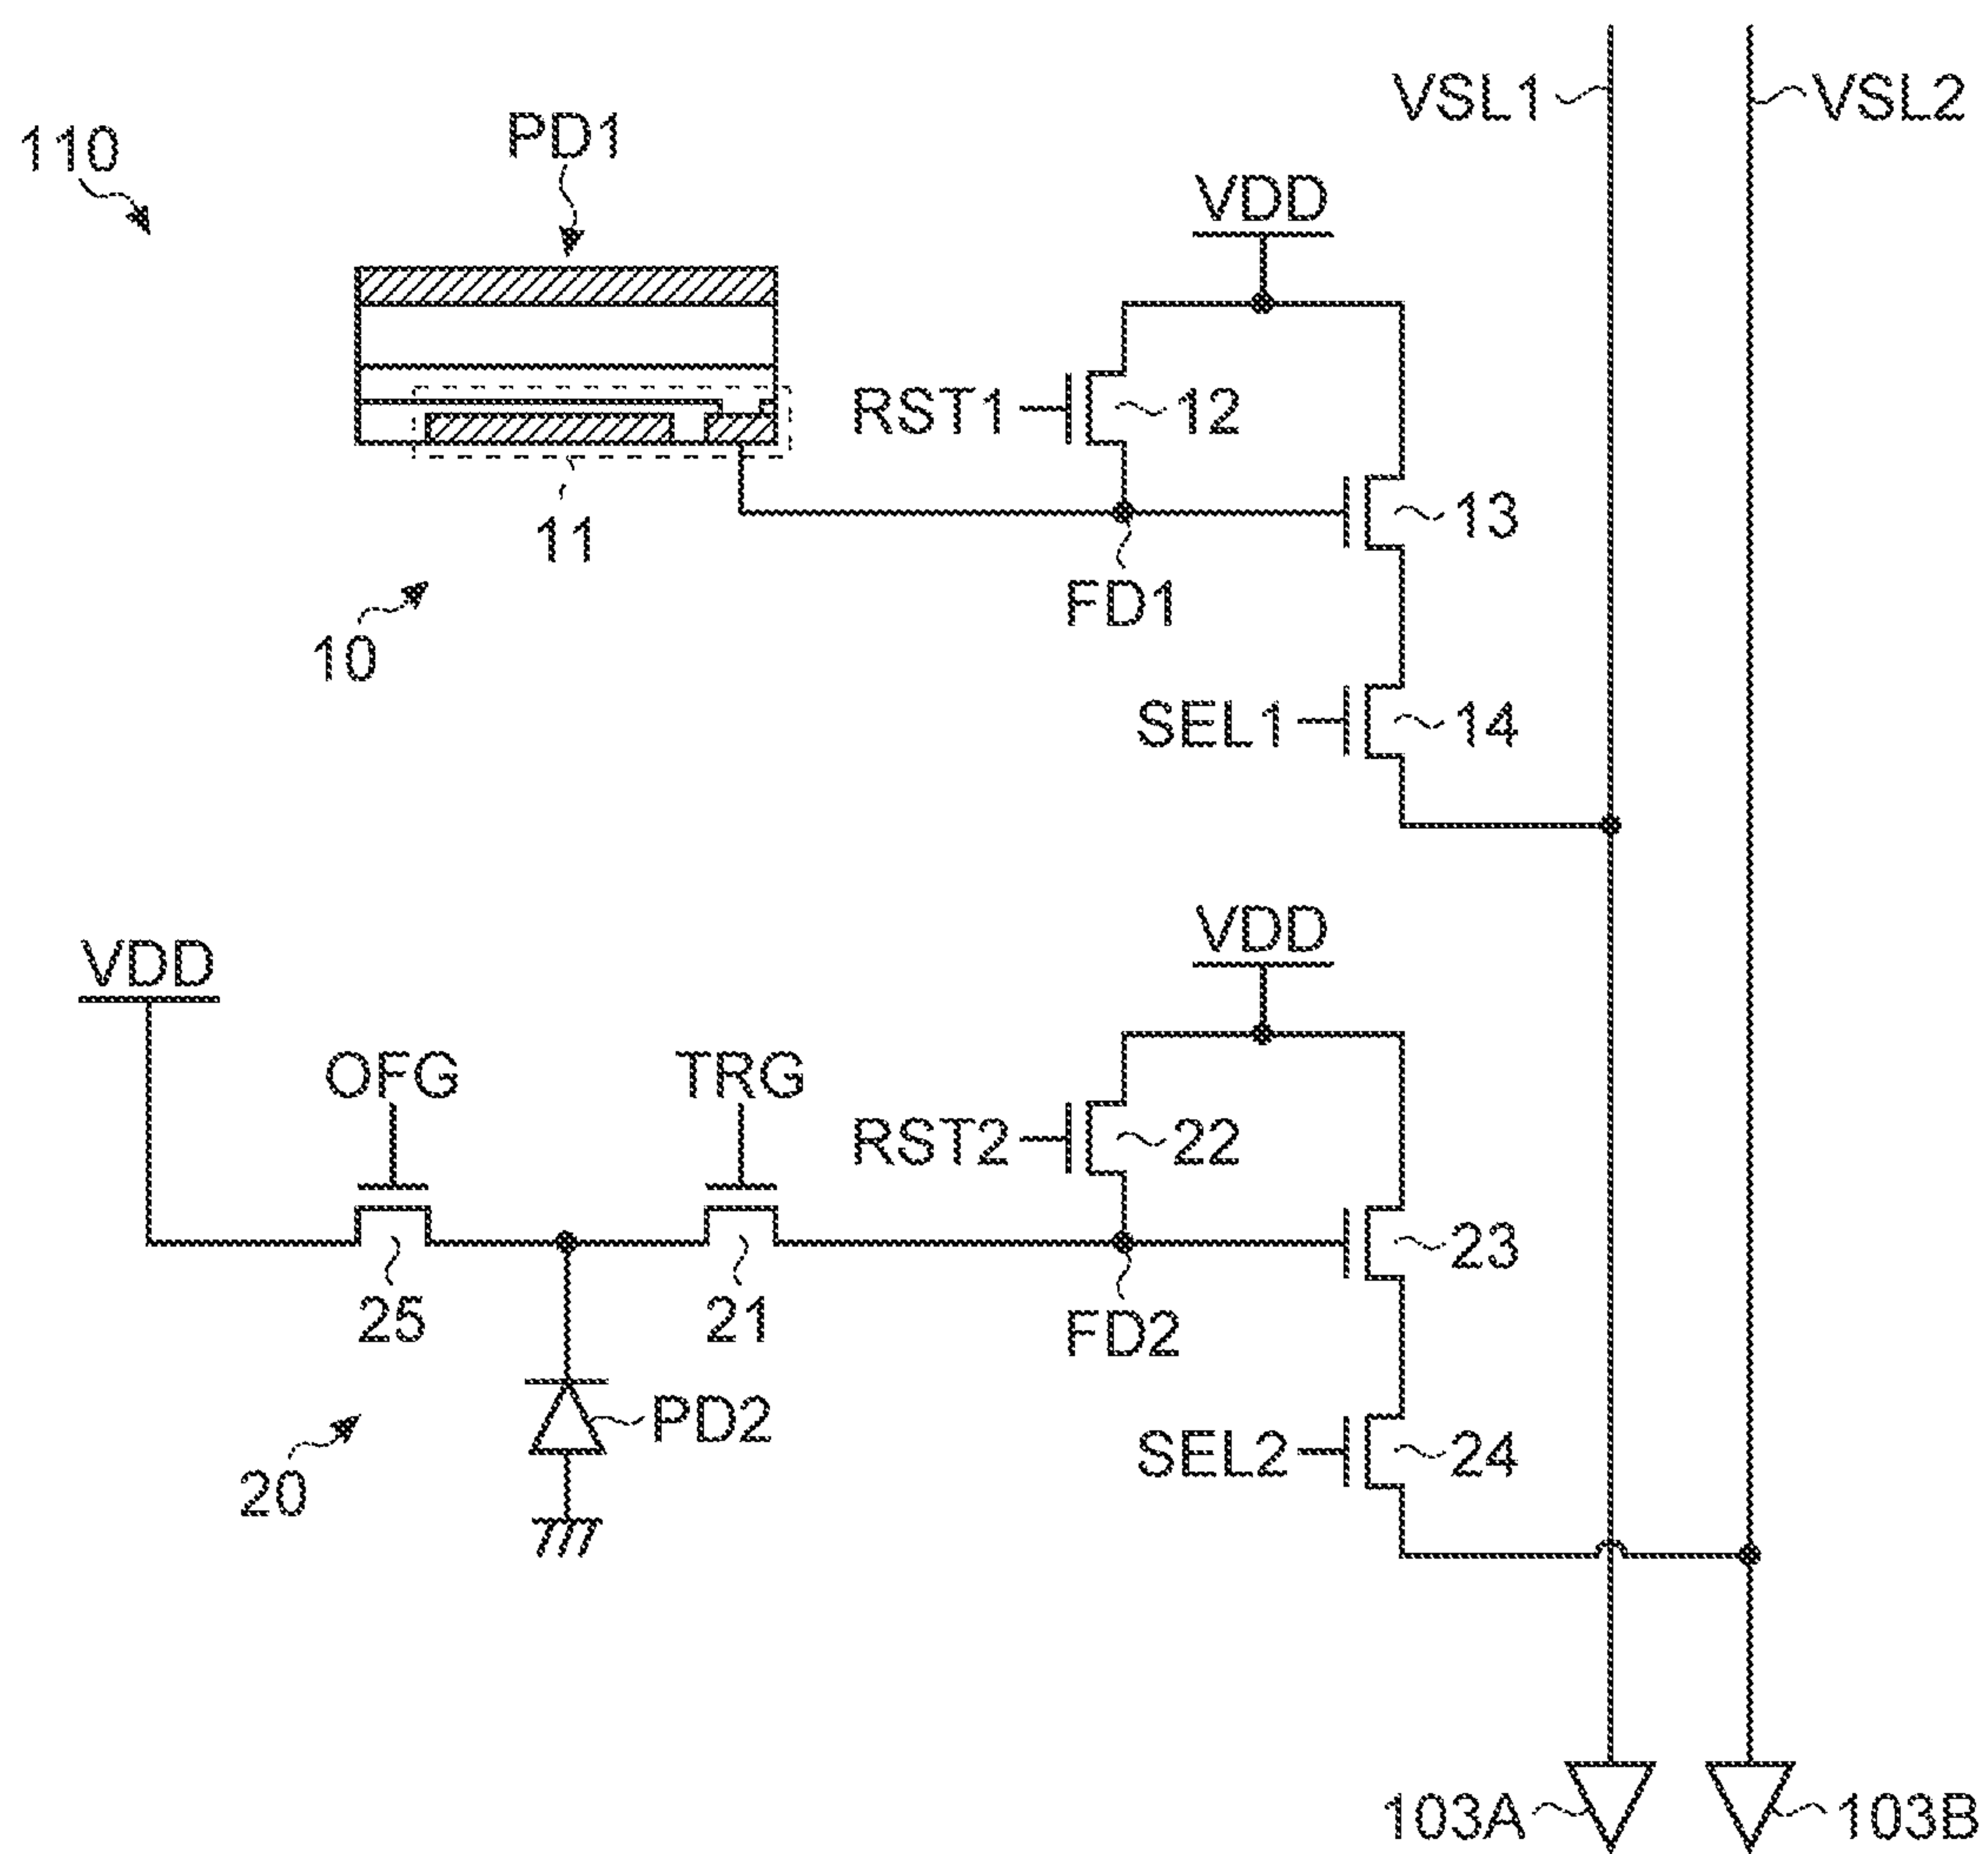 VSL1 VSL2
110
PD1
VDD
RST1 12
11
13
FD1
10
SEL1 14
VDD
VDD
OFG TRG
RST2 22
23
25 21
FD2
PD2
SEL2 24
20
103A 103B